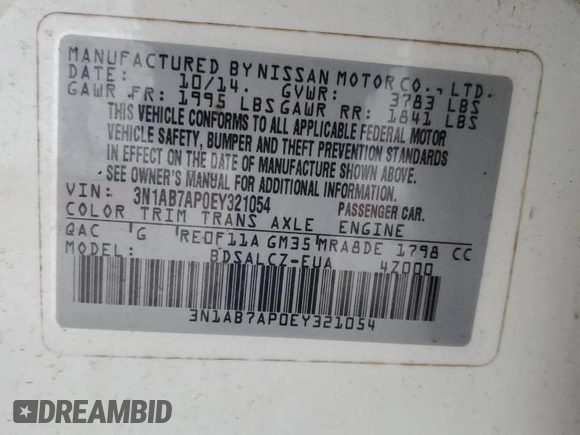 MANUFACTURED BY NISSAN MOTOR CO., LTD.
DATE: 10/14. GVWR: 3783 LBS
GAWR FR: 1995 LBS GAWR RR: 1841 LBS
THIS VEHICLE CONFORMS TO ALL APPLICABLE FEDERAL MOTOR
VEHICLE SAFETY, BUMPER AND THEFT PREVENTION STANDARDS
IN EFFECT ON THE DATE OF MANUFACTURE SHOWN ABOVE.
SEE OWNER'S MANUAL FOR ADDITIONAL INFORMATION.
VIN: 3N1AB7AP0EY321054 PASSENGER CAR.
COLOR TRIM TRANS AXLE ENGINE
QAC G RE0F11A GM35 MRA8DE 1798 CC
MODEL: BDSALCZ-EUA 4Z000
3N1AB7AP0EY321054
DREAMBID